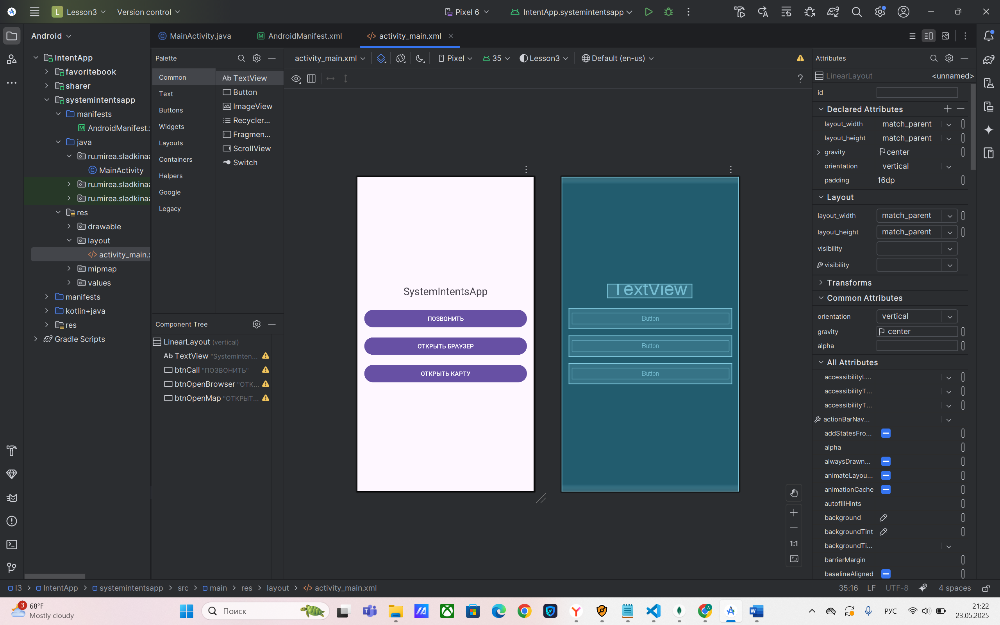 L Lesson3
Version control
Pixel 6
IntentApp.systemintentsapp
Android
MainActivity.java
AndroidManifest.xml
activity_main.xml
IntentApp
favoritebook
sharer
systemintentsapp
manifests
AndroidManifest.
java
ru.mirea.sladkina
MainActivity
ru.mirea.sladkina
ru.mirea.sladkina
res
drawable
layout
activity_main.
mipmap
values
manifests
kotlin+java
res
Gradle Scripts
Palette
Common
Text
Buttons
Widgets
Layouts
Containers
Helpers
Google
Legacy
Ab TextView
Button
ImageView
Recycler...
Fragmen...
ScrollView
Switch
Component Tree
LinearLayout (vertical)
Ab TextView "SystemInten...
btnCall "ПОЗВОНИТЬ"
btnOpenBrowser "ОТК...
btnOpenMap "ОТКРЫТ...
activity_main.xml
Pixel
35
Lesson3
Default (en-us)
?
SystemIntentsApp
ПОЗВОНИТЬ
ОТКРЫТЬ БРАУЗЕР
ОТКРЫТЬ КАРТУ
TextView
Button
Button
Button
1:1
Attributes
LinearLayout <unnamed>
id
Declared Attributes
layout_width match_parent
layout_height match_parent
gravity center
orientation vertical
padding 16dp
Layout
layout_width match_parent
layout_height match_parent
visibility
visibility
Transforms
Common Attributes
orientation vertical
gravity center
alpha
All Attributes
accessibilityL...
accessibilityT...
accessibilityT...
actionBarNav...
addStatesFro...
alpha
alwaysDrawn...
animateLayou...
animationCache
autofillHints
background
backgroundTint
backgroundTi...
barrierMargin
baselineAligned
l3 > IntentApp > systemintentsapp > src > main > res > layout > activity_main.xml
35:16 LF UTF-8 4 spaces
3
68°F
Mostly cloudy
Поиск
РУС
21:22
23.05.2025